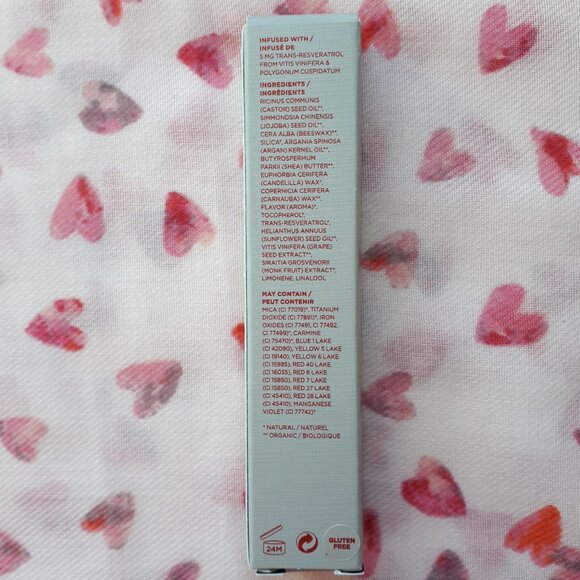 INFUSED WITH /
INFUSÉ DE
5 MG TRANS-RESVERATROL
FROM VITIS VINIFERA &
POLYGONUM CUSPIDATUM
INGREDIENTS /
INGRÉDIENTS
RICINUS COMMUNIS
(CASTOR) SEED OIL**,
SIMMONDSIA CHINENSIS
(JOJOBA) SEED OIL**,
CERA ALBA (BEESWAX)**,
SILICA*, ARGANIA SPINOSA
(ARGAN) KERNEL OIL**,
BUTYROSPERMUM
PARKII (SHEA) BUTTER**,
EUPHORBIA CERIFERA
(CANDELILLA) WAX*,
COPERNICIA CERIFERA
(CARNAUBA) WAX**,
FLAVOR (AROMA)*,
TOCOPHEROL*,
TRANS-RESVERATROL*,
HELIANTHUS ANNUUS
(SUNFLOWER) SEED OIL**,
VITIS VINIFERA (GRAPE)
SEED EXTRACT**,
SIRAITIA GROSVENORII
(MONK FRUIT) EXTRACT*,
LIMONENE, LINALOOL
MAY CONTAIN /
PEUT CONTENIR
MICA (CI 77019)*, TITANIUM
DIOXIDE (CI 77891)*, IRON
OXIDES (CI 77491, CI 77492,
CI 77499)*, CARMINE
(CI 75470)*, BLUE 1 LAKE
(CI 42090), YELLOW 5 LAKE
(CI 19140), YELLOW 6 LAKE
(CI 15985), RED 40 LAKE
(CI 16035), RED 6 LAKE
(CI 15850), RED 7 LAKE
(CI 15850), RED 27 LAKE
(CI 45410), RED 28 LAKE
(CI 45410), MANGANESE
VIOLET (CI 77742)*
* NATURAL / NATUREL
** ORGANIC / BIOLOGIQUE
24M
GLUTEN
FREE